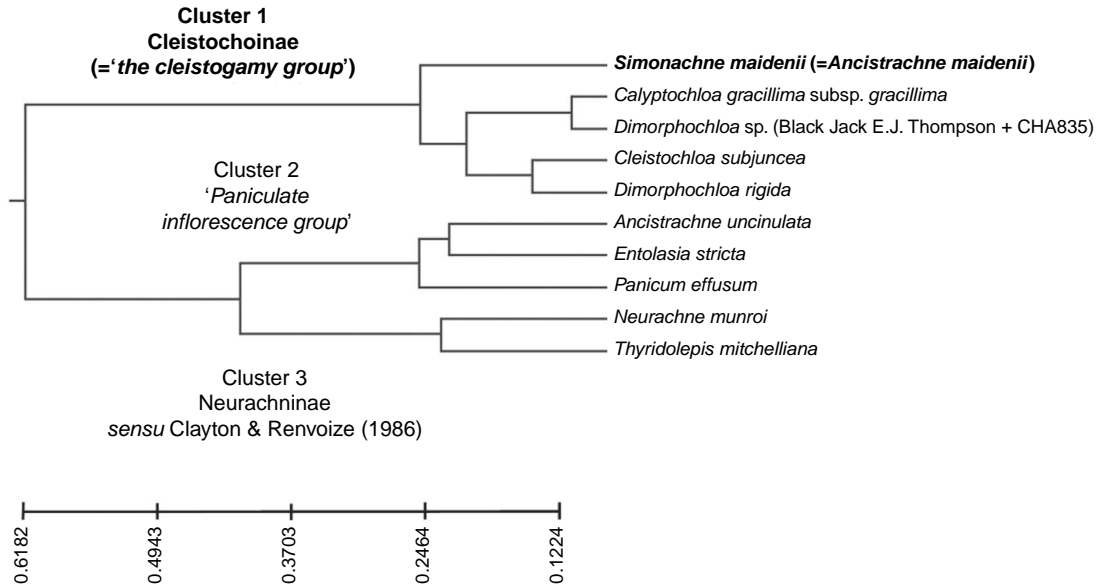 Cluster 1
Cleistochoinae
(=‘the cleistogamy group’)
Simonachne maidenii (=Ancistrachne maidenii)
Calyptochloa gracillima subsp. gracillima
Dimorphochloa sp. (Black Jack E.J. Thompson + CHA835)
Cleistochloa subjuncea
Dimorphochloa rigida
Cluster 2
‘Paniculate
inflorescence group’
Ancistrachne uncinulata
Entolasia stricta
Panicum effusum
Neurachne munroi
Thyridolepis mitchelliana
Cluster 3
Neurachninae
sensu Clayton & Renvoize (1986)
0.6182
0.4943
0.3703
0.2464
0.1224